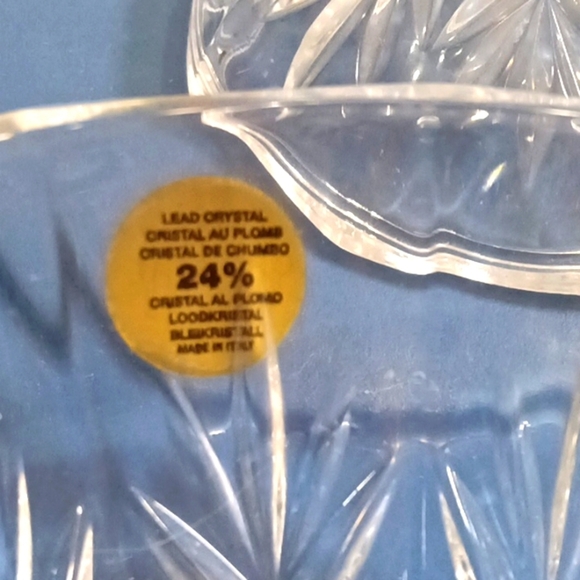 LEAD CRYSTAL
CRISTAL AU PLOMB
CRISTAL DE CHUMBO
24%
CRISTAL AL PLOMO
LOODKRISTAL
BLEIKRISTALL
MADE IN ITALY